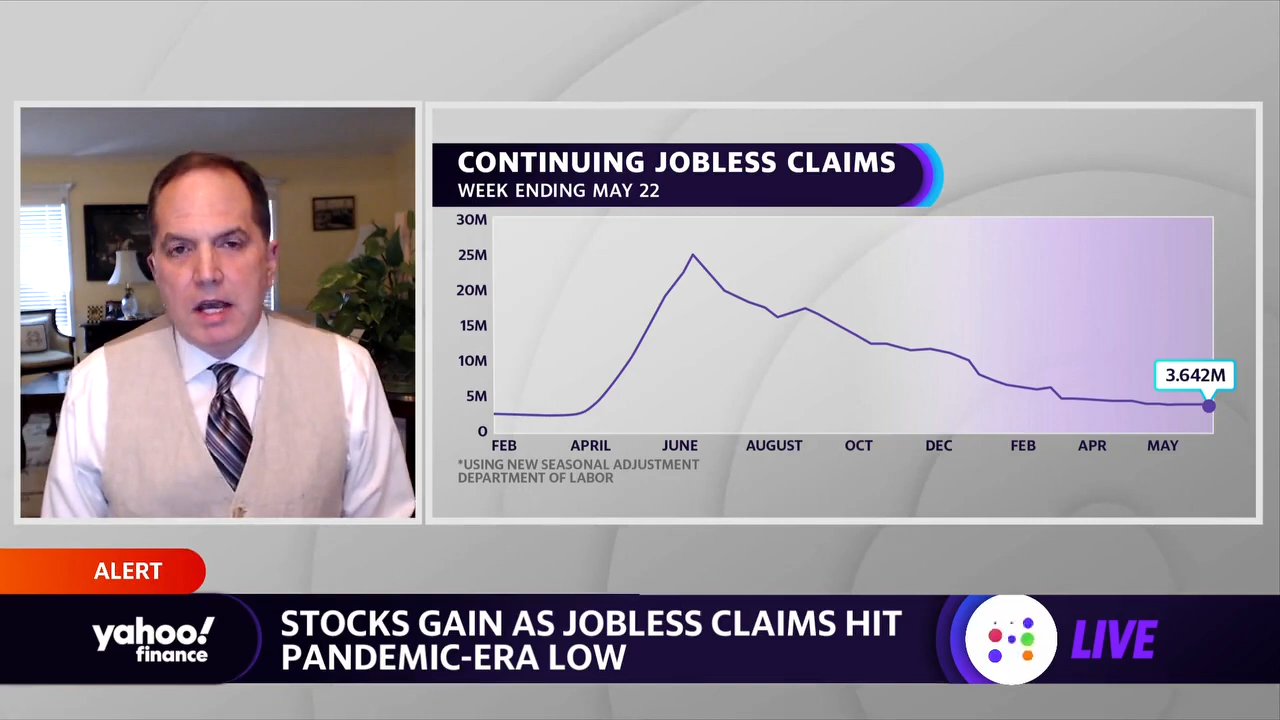 CONTINUING JOBLESS CLAIMS
WEEK ENDING MAY 22
30M
25M
20M
15M
10M
5M
0
3.642M
FEB APRIL JUNE AUGUST OCT DEC FEB APR MAY
*USING NEW SEASONAL ADJUSTMENT
DEPARTMENT OF LABOR
ALERT
yahoo!
finance
STOCKS GAIN AS JOBLESS CLAIMS HIT
PANDEMIC-ERA LOW
LIVE